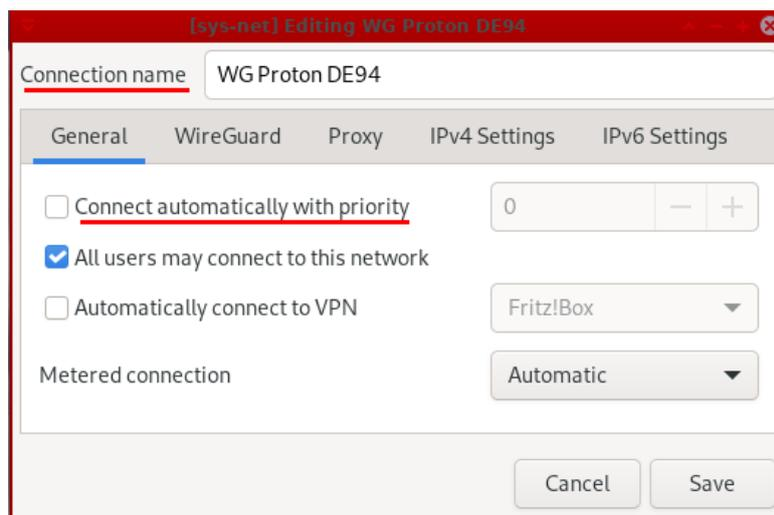 [sys-net] Editing WG Proton DE94
Connection name WG Proton DE94
General WireGuard Proxy IPv4 Settings IPv6 Settings
Connect automatically with priority 0
All users may connect to this network
Automatically connect to VPN Fritz!Box
Metered connection Automatic
Cancel Save